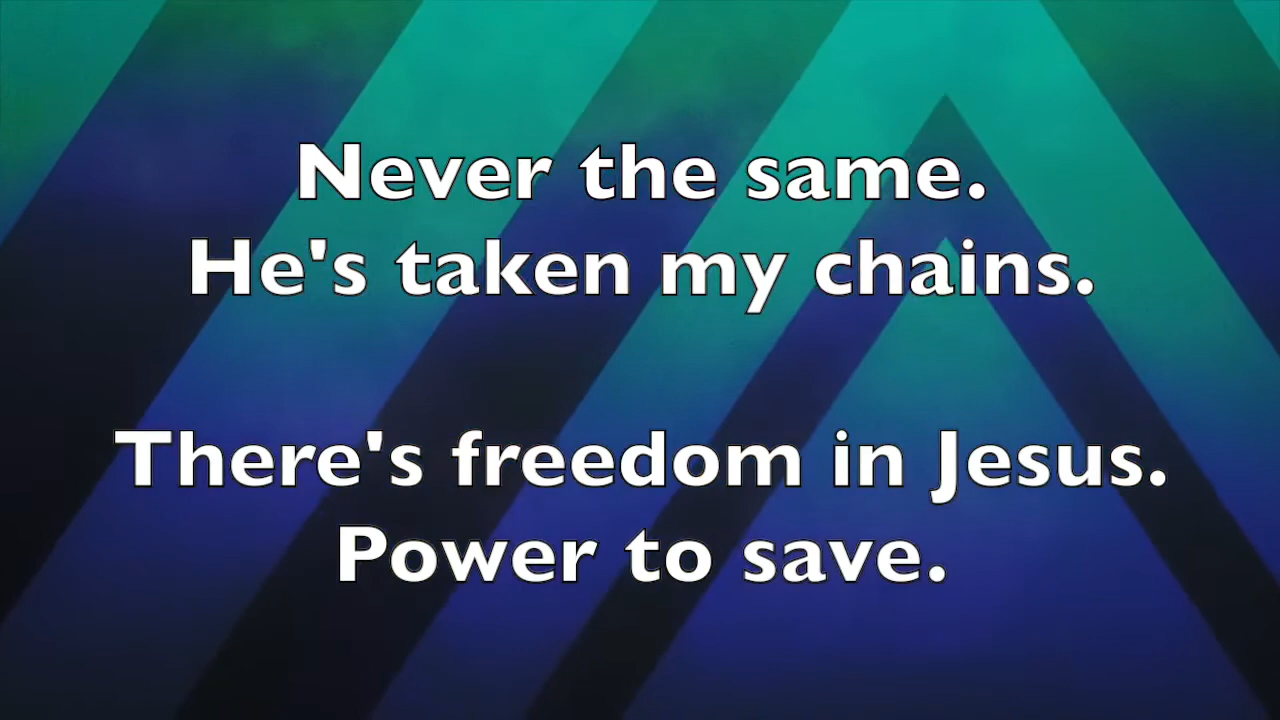 Never the same.
He's taken my chains.
There's freedom in Jesus.
Power to save.